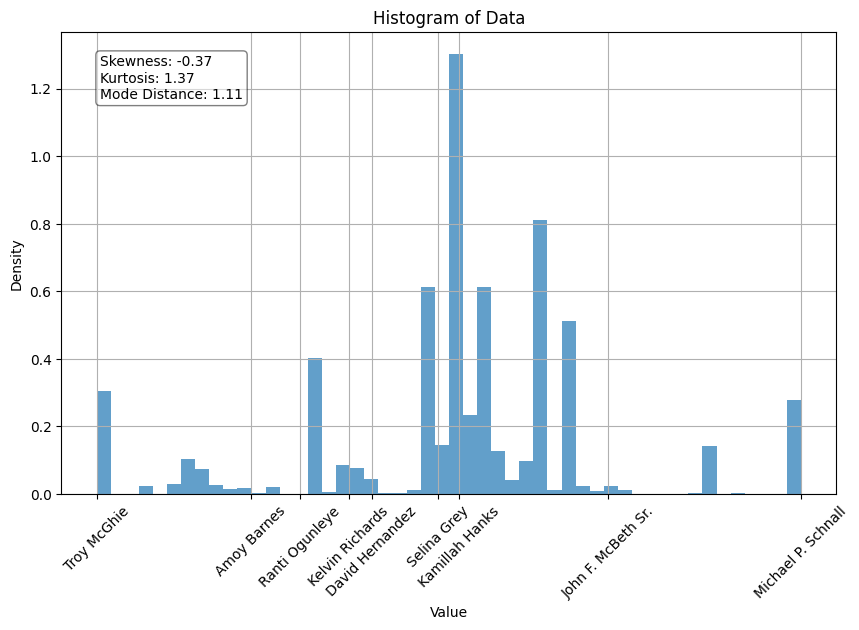 Histogram of Data
Skewness: -0.37
Kurtosis: 1.37
Mode Distance: 1.11
Density
1.2
1.0
0.8
0.6
0.4
0.2
0.0
Troy McGhie
Amoy Barnes
Ranti Ogunleye
Kelvin Richards
David Hernandez
Selina Grey
Kamillah Hanks
John F. McBeth Sr.
Michael P. Schnall
Value